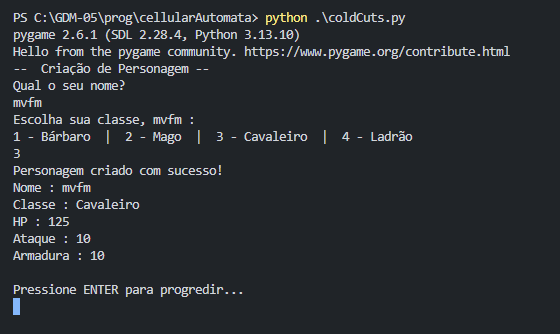 PS C:\GDM-05\prog\cellularAutomata> python .\coldCuts.py
pygame 2.6.1 (SDL 2.28.4, Python 3.13.10)
Hello from the pygame community. https://www.pygame.org/contribute.html
--  Criação de Personagem --
Qual o seu nome?
mvfm
Escolha sua classe, mvfm :
1 - Bárbaro  |  2 - Mago  |  3 - Cavaleiro  |  4 - Ladrão
3
Personagem criado com sucesso!
Nome : mvfm
Classe : Cavaleiro
HP : 125
Ataque : 10
Armadura : 10
Pressione ENTER para progredir...